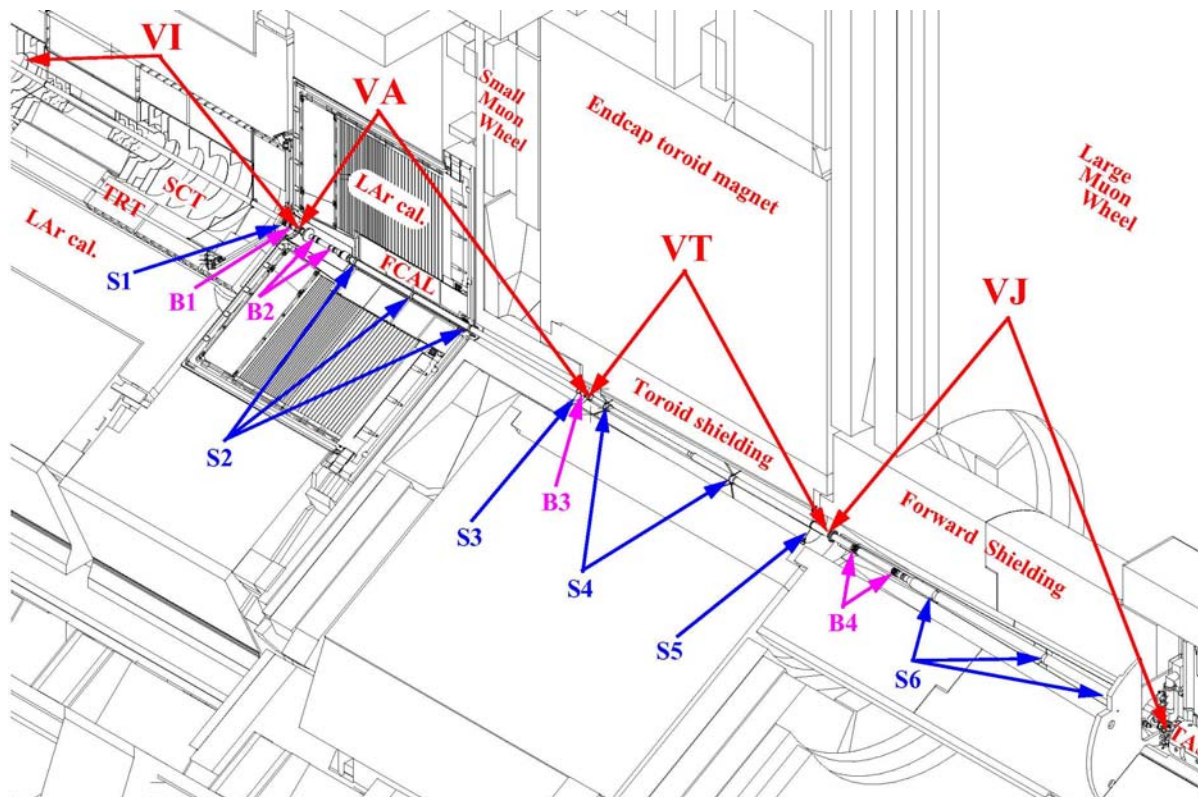 VI
VA
Small
Muon
Wheel
Endcap toroid magnet
Large
Muon
Wheel
SCT
TRT
LAr cal.
LAr cal.
FCAL
S1
B1
B2
VT
VJ
S2
Toroid shielding
S3
B3
S4
Forward Shielding
S5
B4
S6